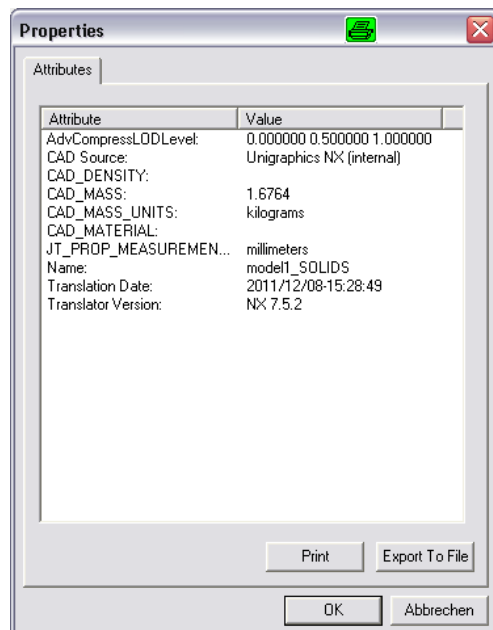 Properties
Attributes
Attribute Value
AdvCompressLODLevel: 0.000000 0.500000 1.000000
CAD Source: Unigraphics NX (internal)
CAD_DENSITY:
CAD_MASS: 1.6764
CAD_MASS_UNITS: kilograms
CAD_MATERIAL:
JT_PROP_MEASUREMEN... millimeters
Name: model1_SOLIDS
Translation Date: 2011/12/08-15:28:49
Translator Version: NX 7.5.2
Print Export To File
OK Abbrechen